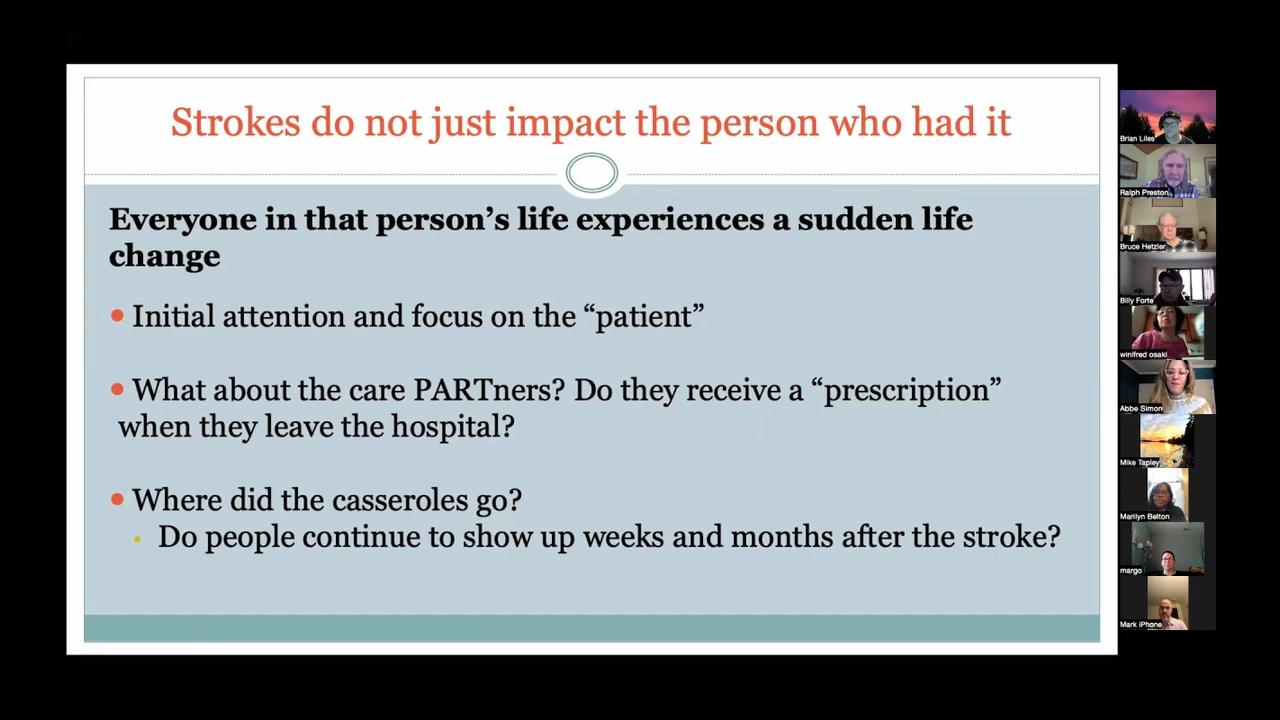 Strokes do not just impact the person who had it
Everyone in that person’s life experiences a sudden life
change
• Initial attention and focus on the “patient”
• What about the care PARTners? Do they receive a “prescription”
when they leave the hospital?
• Where did the casseroles go?
• Do people continue to show up weeks and months after the stroke?
Brian Liles
Ralph Preston
Bruce Hetzler
Billy Forte
winifred osaki
Abbe Simon
Mike Tapley
Marilyn Belton
margo
Mark iPhone